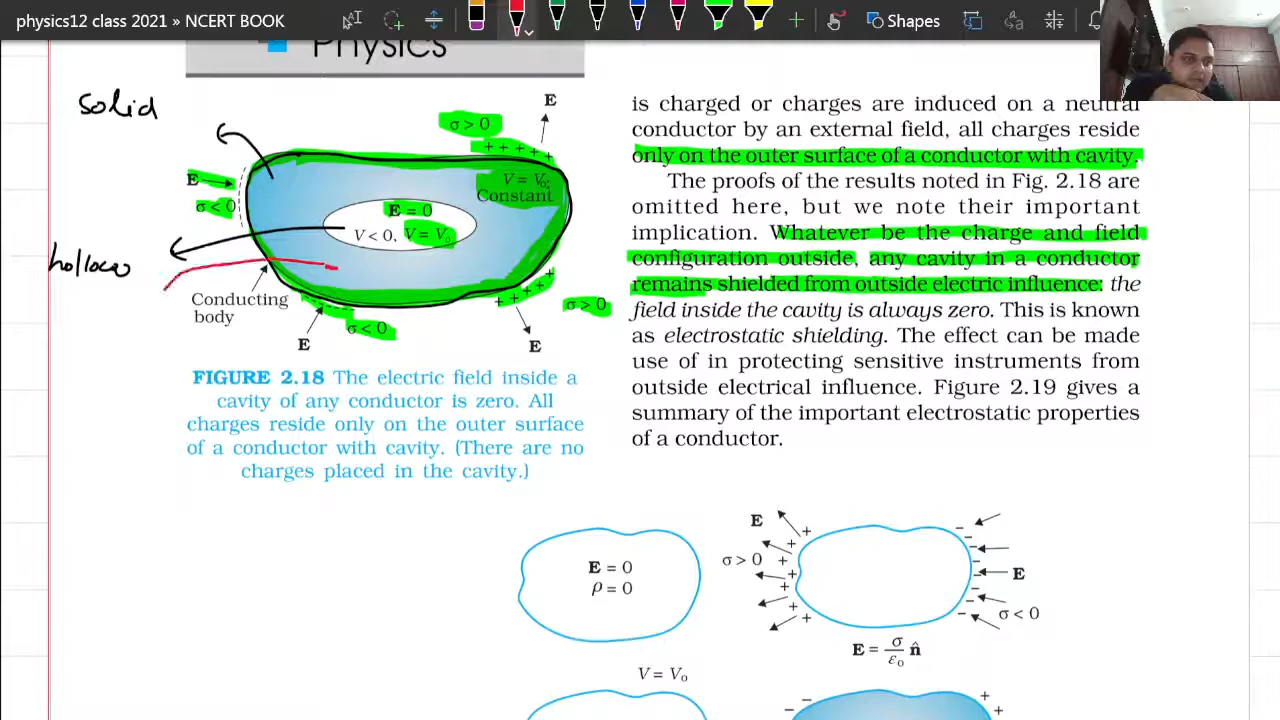 physics12 class 2021 » NCERT BOOK
Shapes
Physics
solid
hollow
E
σ > 0
+ + + + +
V = V₀;
Constant
E
σ < 0
E = 0
V < 0, V = V₀
Conducting
body
+ + + + +
σ > 0
σ < 0
E
E
FIGURE 2.18 The electric field inside a
cavity of any conductor is zero. All
charges reside only on the outer surface
of a conductor with cavity. (There are no
charges placed in the cavity.)
is charged or charges are induced on a neutral
conductor by an external field, all charges reside
only on the outer surface of a conductor with cavity.
The proofs of the results noted in Fig. 2.18 are
omitted here, but we note their important
implication. Whatever be the charge and field
configuration outside, any cavity in a conductor
remains shielded from outside electric influence: the
field inside the cavity is always zero. This is known
as electrostatic shielding. The effect can be made
use of in protecting sensitive instruments from
outside electrical influence. Figure 2.19 gives a
summary of the important electrostatic properties
of a conductor.
E = 0
ρ = 0
E
σ > 0
E
σ < 0
E = σ/ε₀ n̂
V = V₀